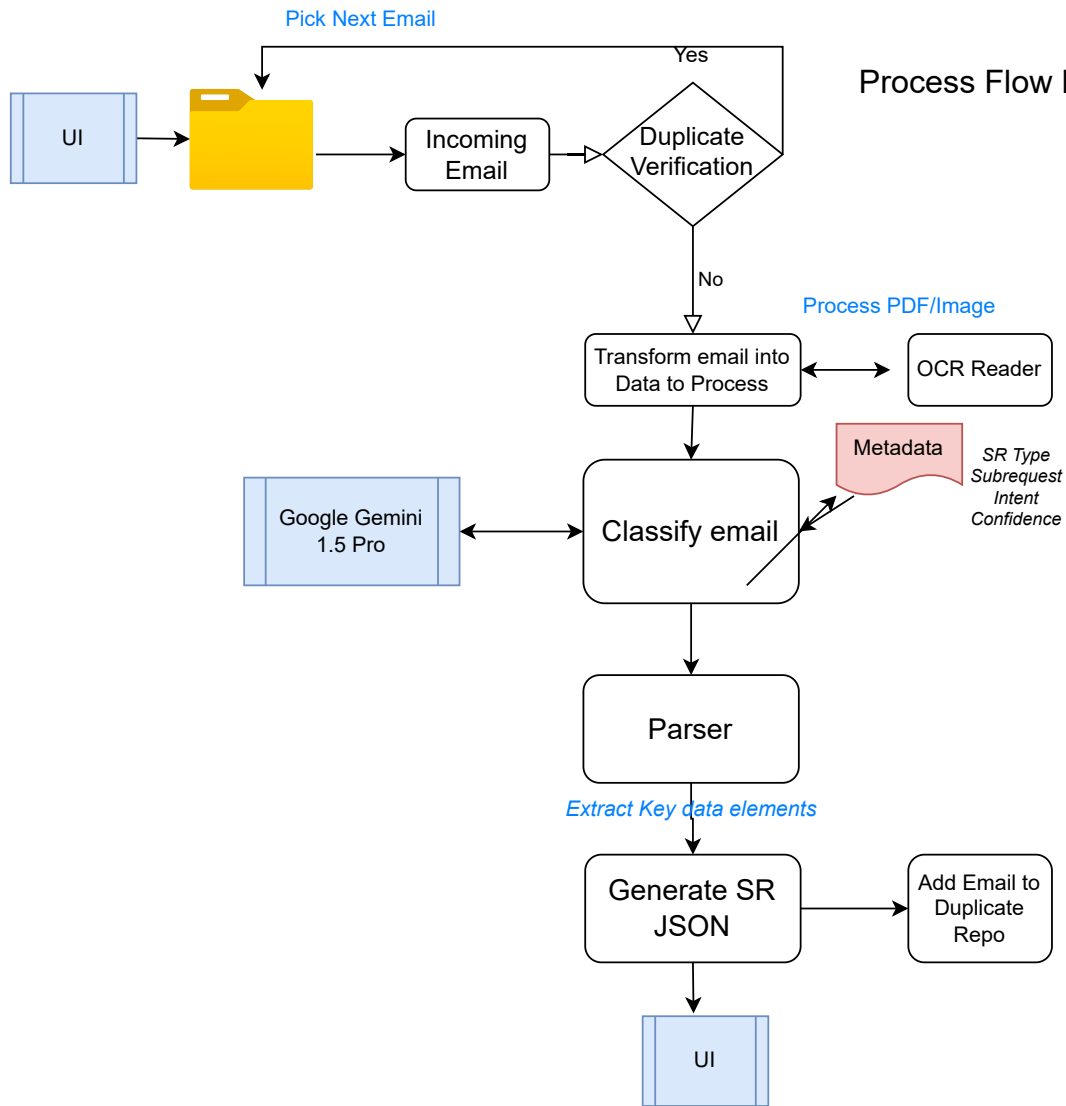 Pick Next Email
Yes
Process Flow
UI
Incoming
Email
Duplicate
Verification
No
Process PDF/Image
Transform email into
Data to Process
OCR Reader
Metadata
SR Type
Subrequest
Intent
Confidence
Google Gemini
1.5 Pro
Classify email
Parser
Extract Key data elements
Generate SR
JSON
Add Email to
Duplicate
Repo
UI